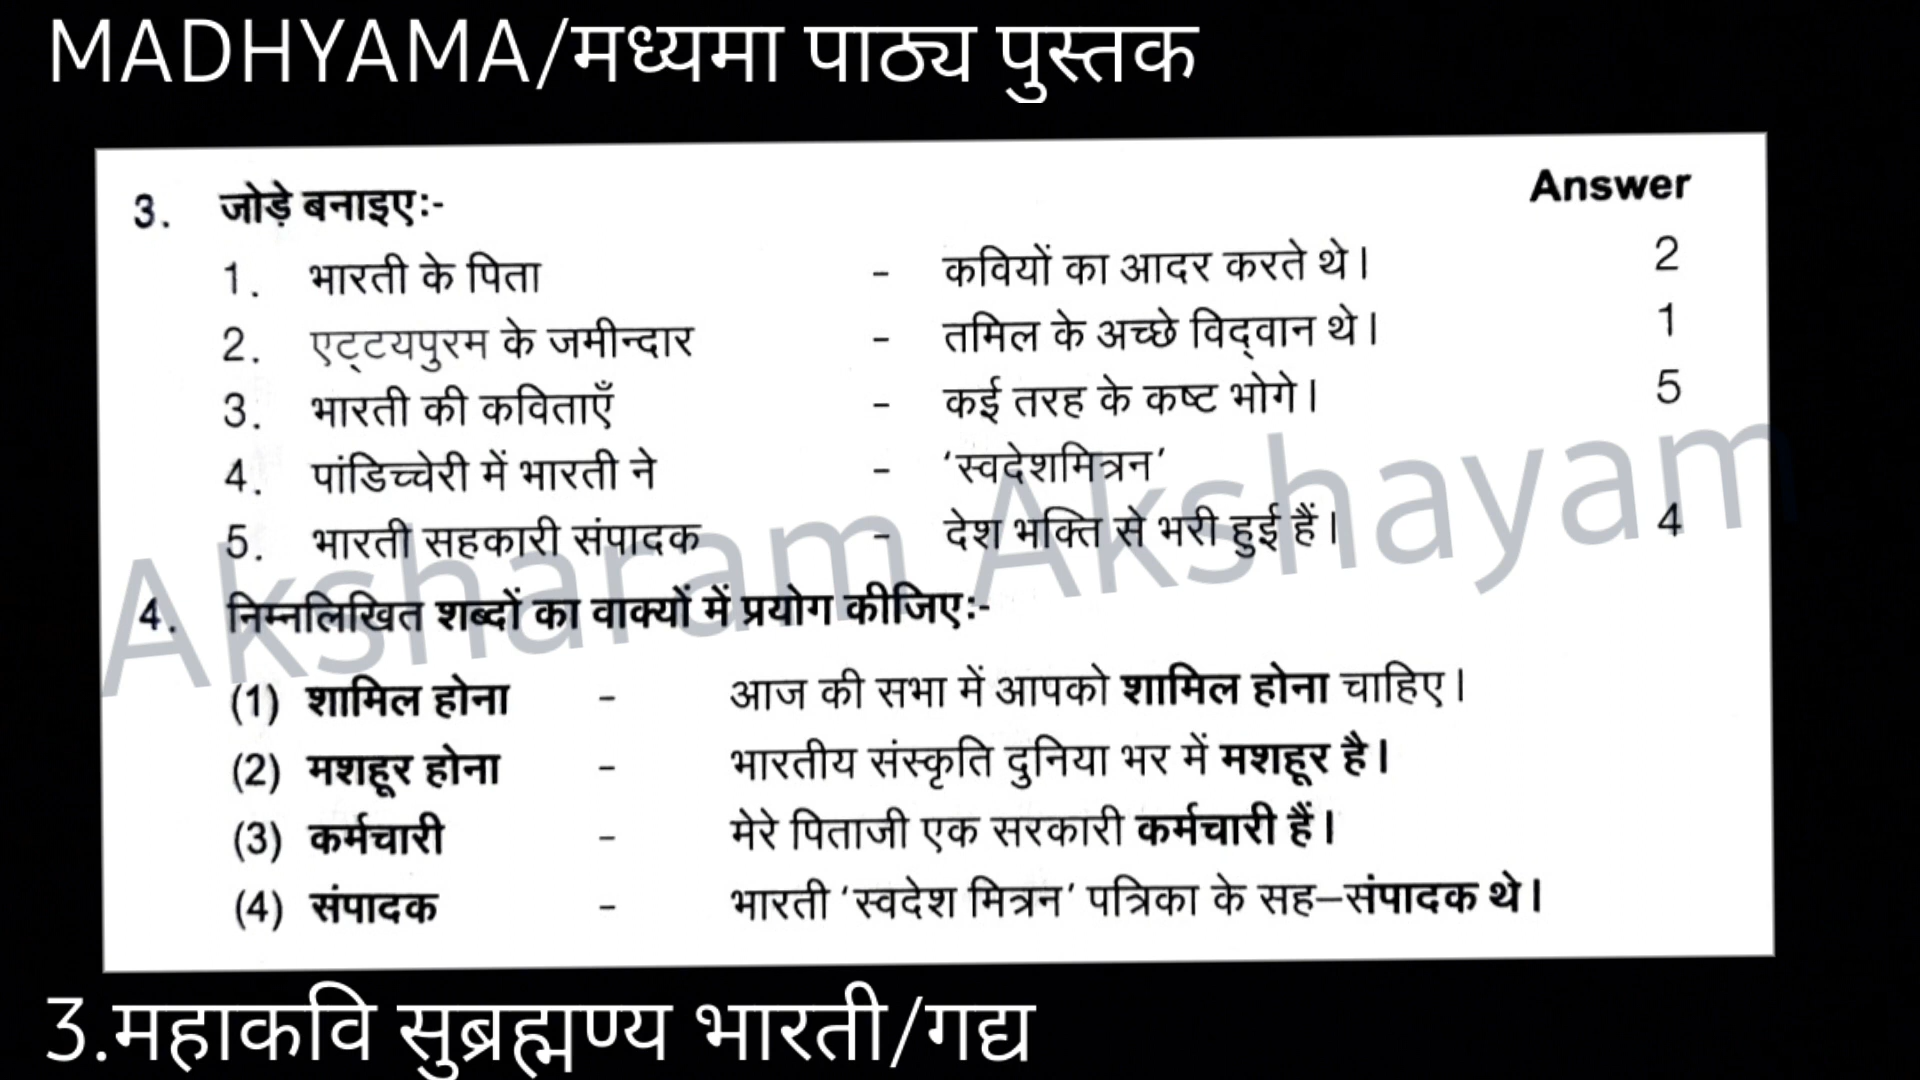 MADHYAMA/मध्यमा पाठ्य पुस्तक
Answer
3. जोड़े बनाइए:-
1. भारती के पिता - कवियों का आदर करते थे। 2
2. एट्टयपुरम के जमीन्दार - तमिल के अच्छे विद्वान थे। 1
3. भारती की कविताएँ - कई तरह के कष्ट भोगे। 5
4. पांडिच्चेरी में भारती ने - ‘स्वदेशमित्रन’
5. भारती सहकारी संपादक - देश भक्ति से भरी हुई हैं। 4
Aksharam Akshayam
4. निम्नलिखित शब्दों का वाक्यों में प्रयोग कीजिए:-
(1) शामिल होना - आज की सभा में आपको शामिल होना चाहिए।
(2) मशहूर होना - भारतीय संस्कृति दुनिया भर में मशहूर है।
(3) कर्मचारी - मेरे पिताजी एक सरकारी कर्मचारी हैं।
(4) संपादक - भारती ‘स्वदेश मित्रन’ पत्रिका के सह–संपादक थे।
3.महाकवि सुब्रह्मण्य भारती/गद्य